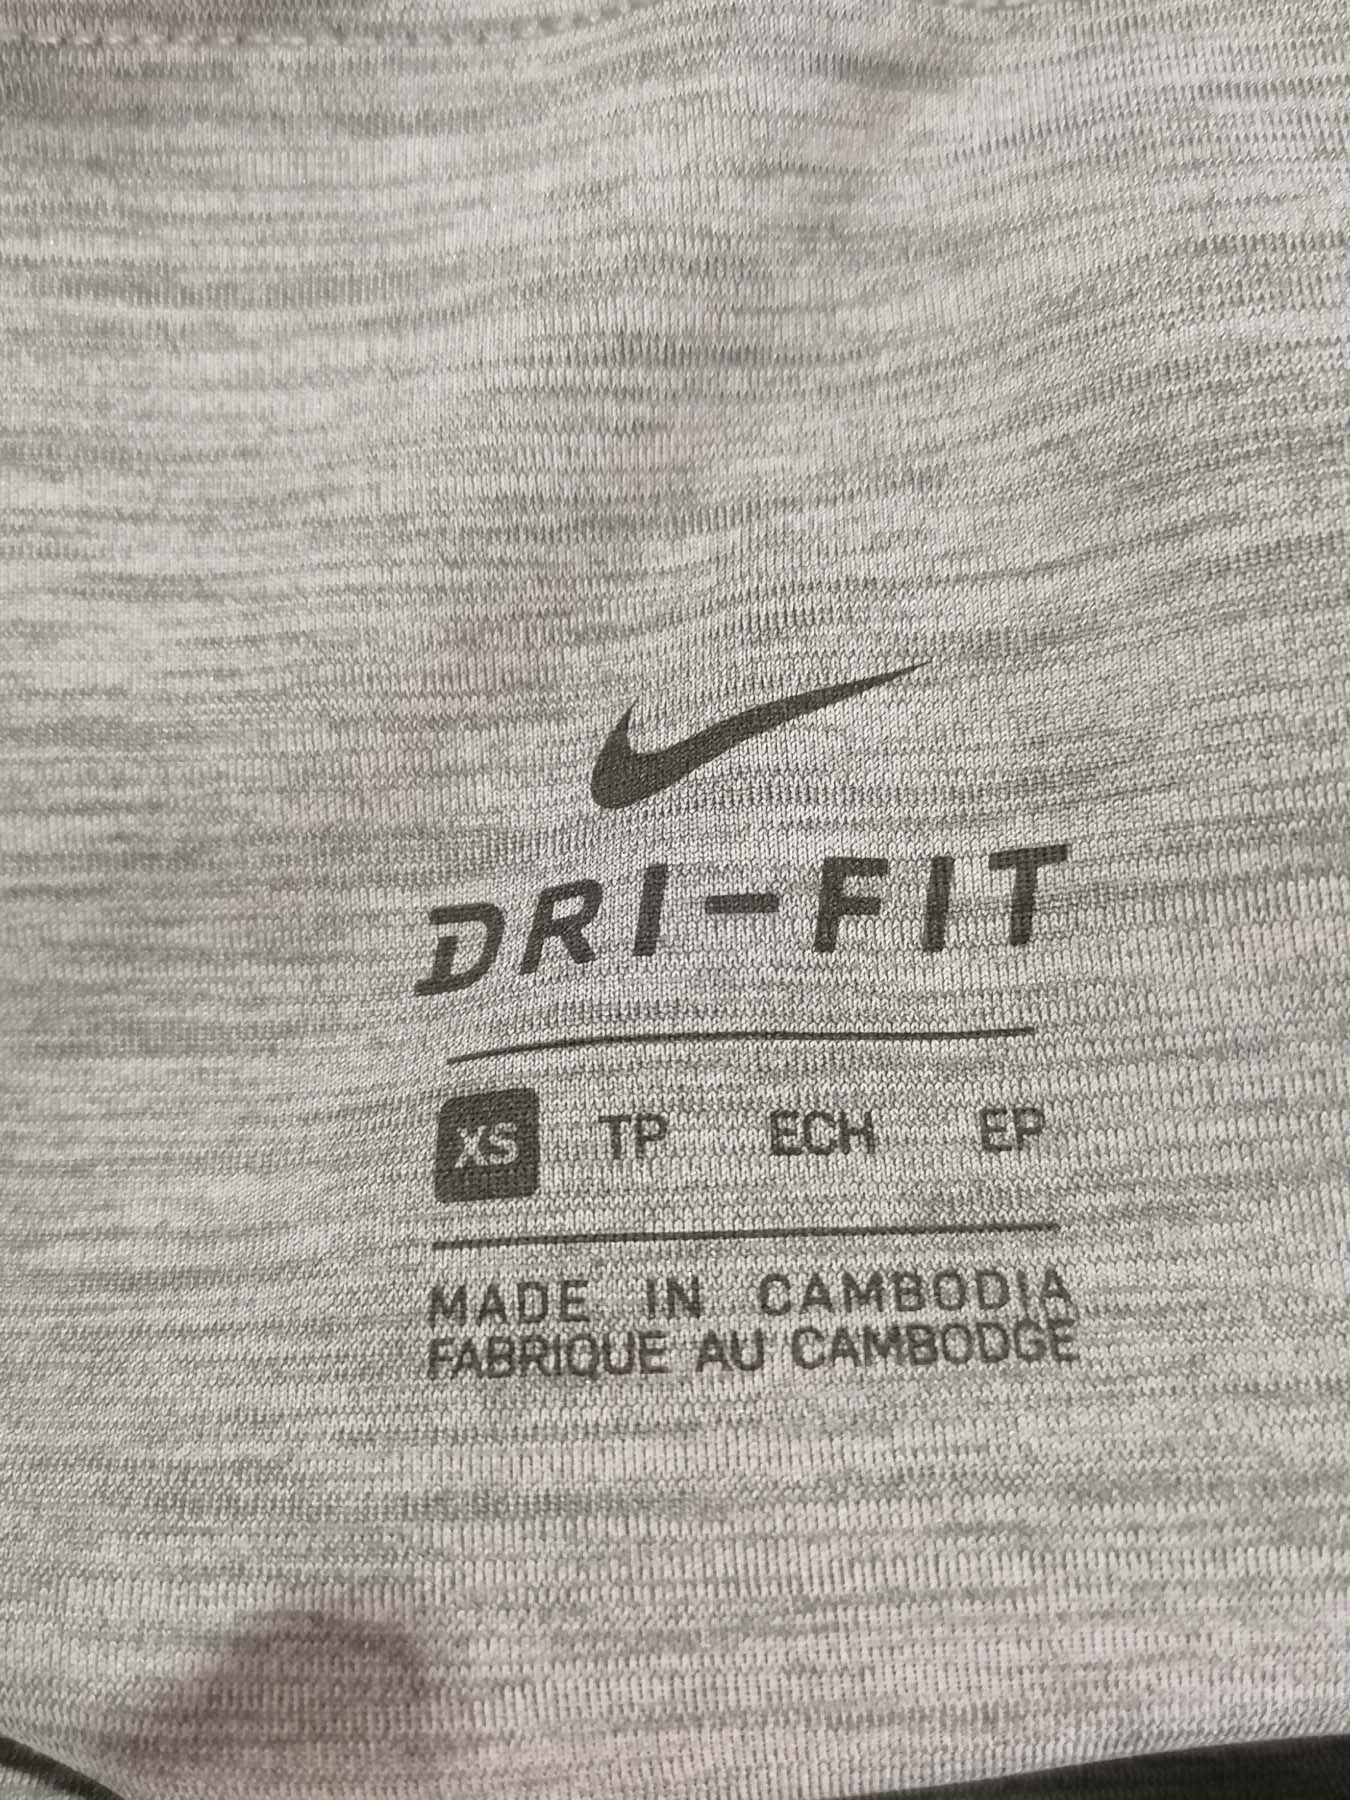 DRI-FIT
XS TP ECH EP
MADE IN CAMBODIA
FABRIQUE AU CAMBODGE